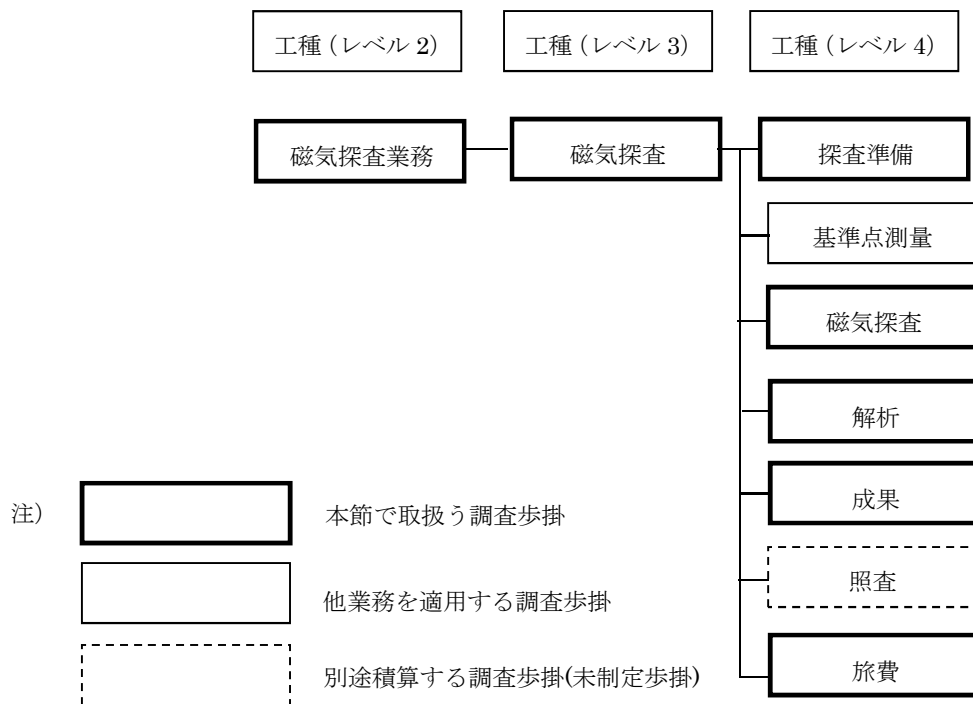 工種(レベル 2)
工種(レベル 3)
工種(レベル 4)
磁気探査業務
磁気探査
探査準備
基準点測量
磁気探査
解析
成果
照査
旅費
注)
本節で取扱う調査歩掛
他業務を適用する調査歩掛
別途積算する調査歩掛(未制定歩掛)